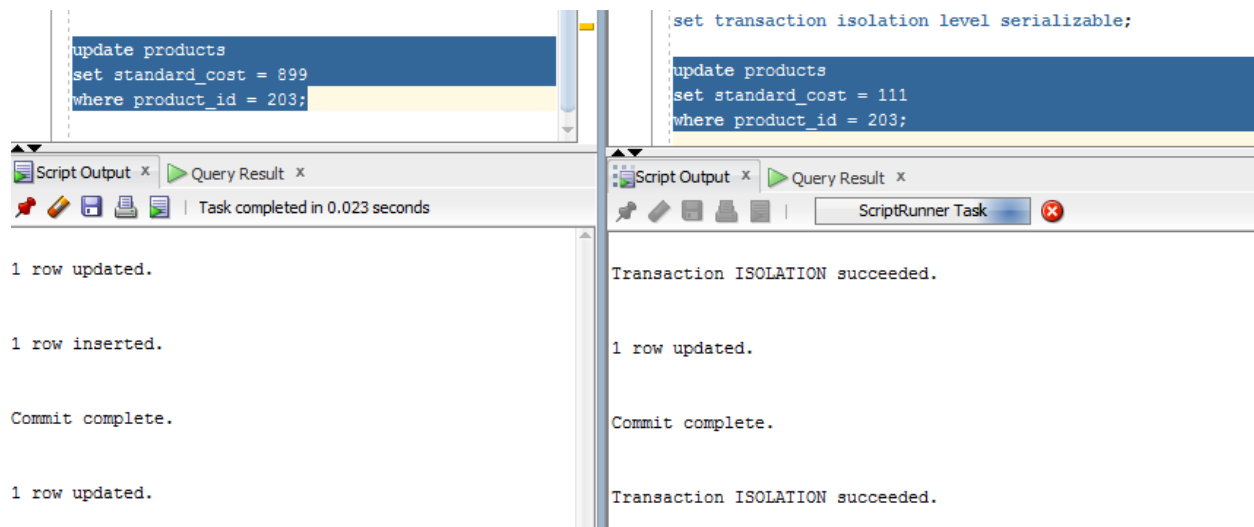 update products
set standard_cost = 899
where product_id = 203;
Script Output x Query Result x
Task completed in 0.023 seconds
1 row updated.
1 row inserted.
Commit complete.
1 row updated.
set transaction isolation level serializable;
update products
set standard_cost = 111
where product_id = 203;
Script Output x Query Result x
ScriptRunner Task
Transaction ISOLATION succeeded.
1 row updated.
Commit complete.
Transaction ISOLATION succeeded.